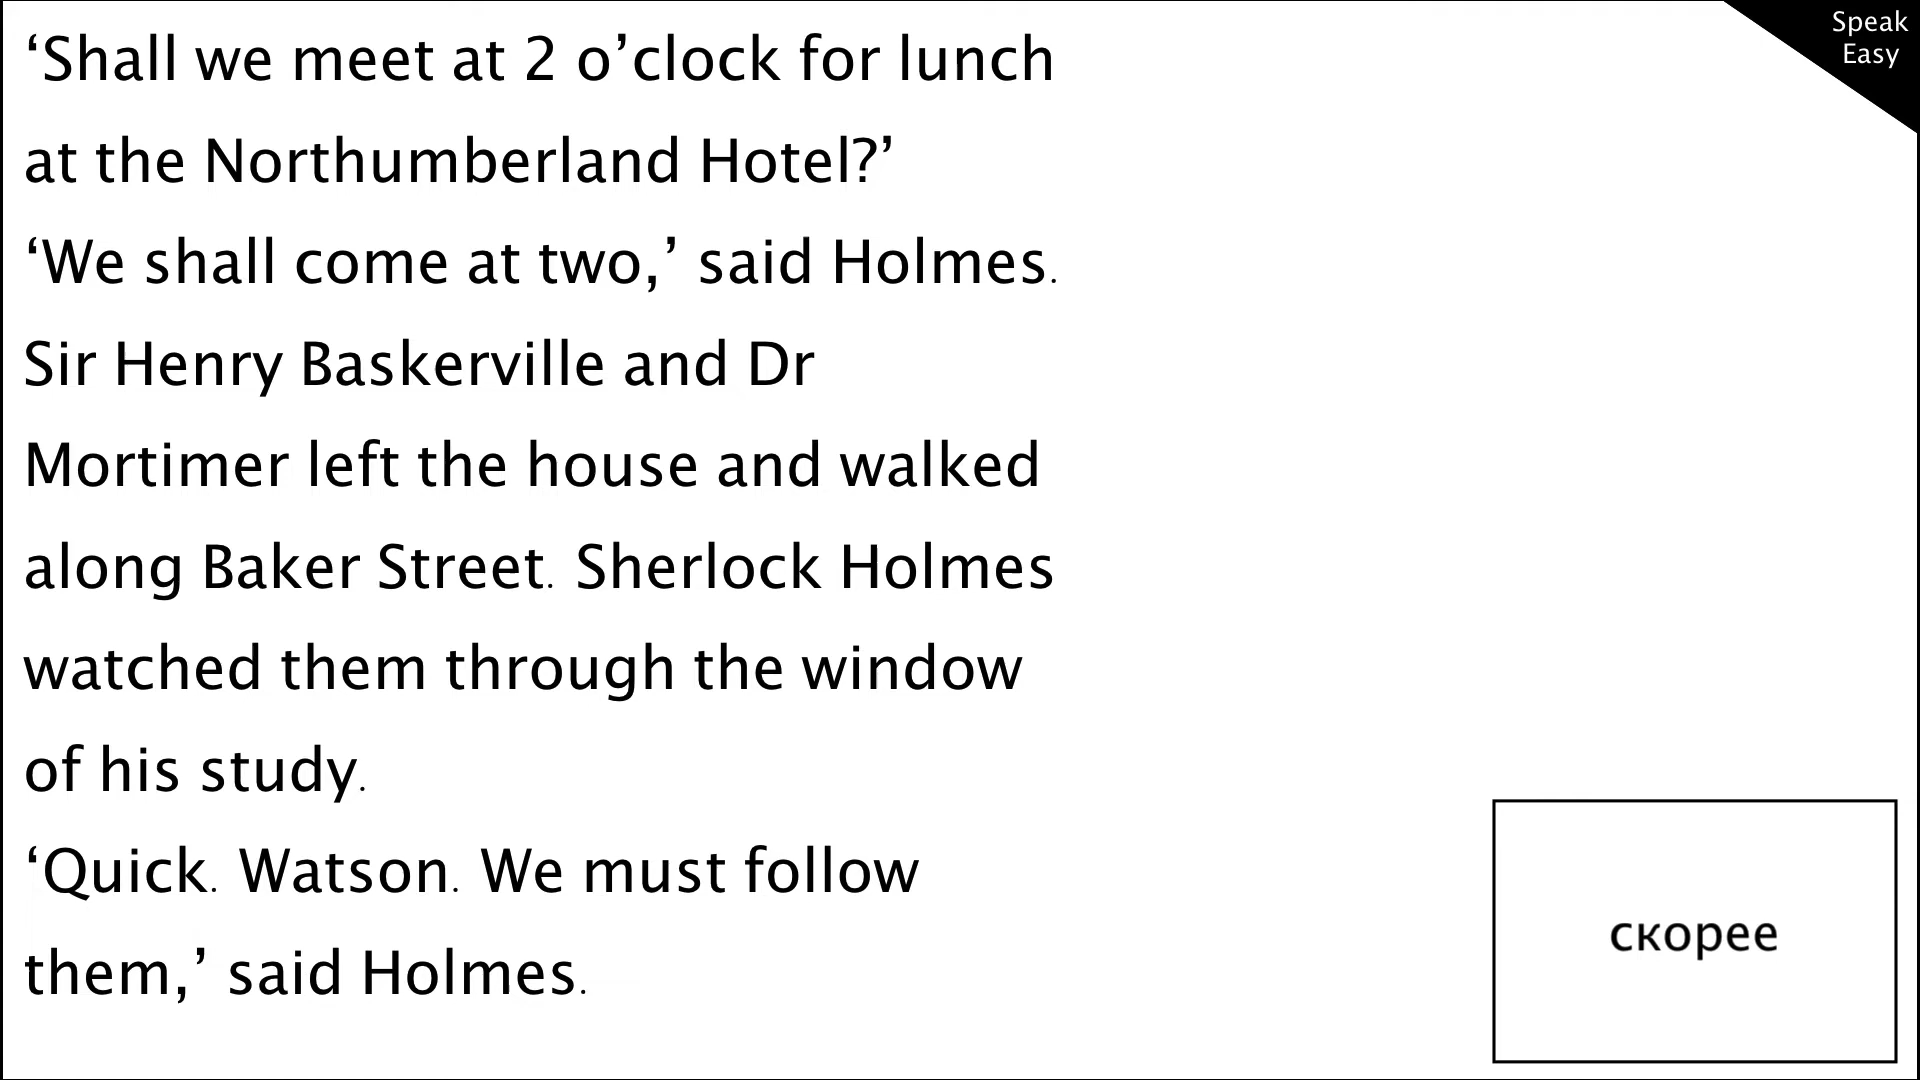 ‘Shall we meet at 2 o’clock for lunch
at the Northumberland Hotel?’
‘We shall come at two,’ said Holmes.
Sir Henry Baskerville and Dr
Mortimer left the house and walked
along Baker Street. Sherlock Holmes
watched them through the window
of his study.
‘Quick. Watson. We must follow
them,’ said Holmes.
Speak
Easy
скорее